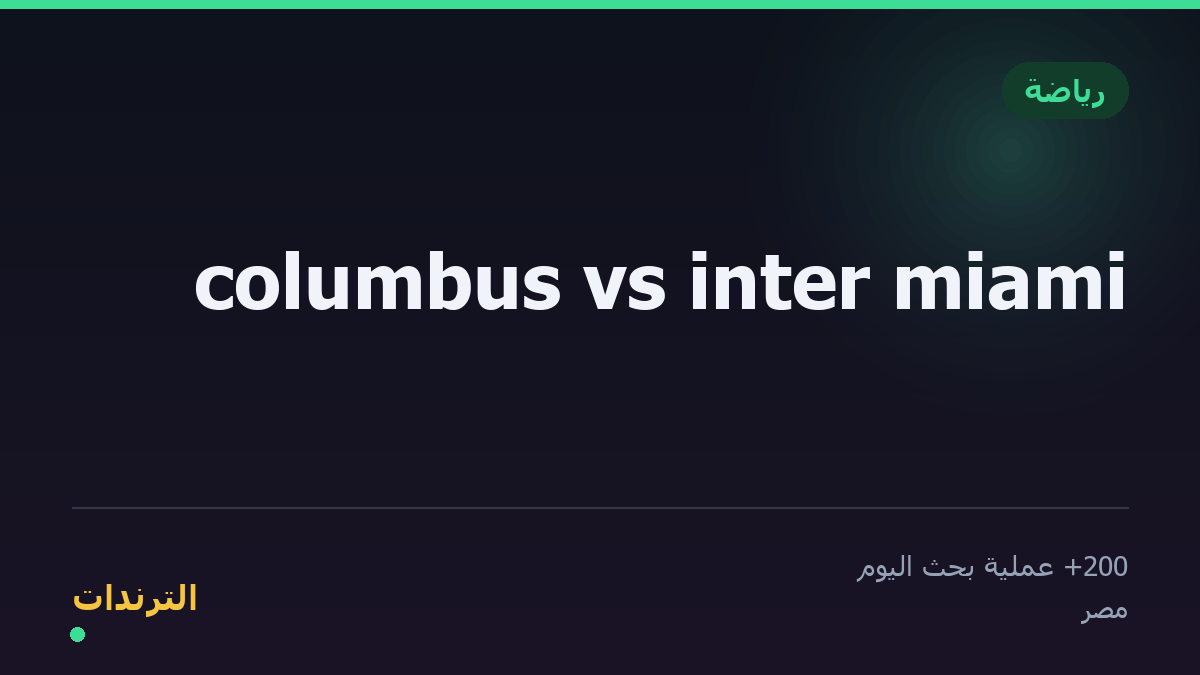 رياضة
columbus vs inter miami
200+ عملية بحث اليوم
مصر
الترندات